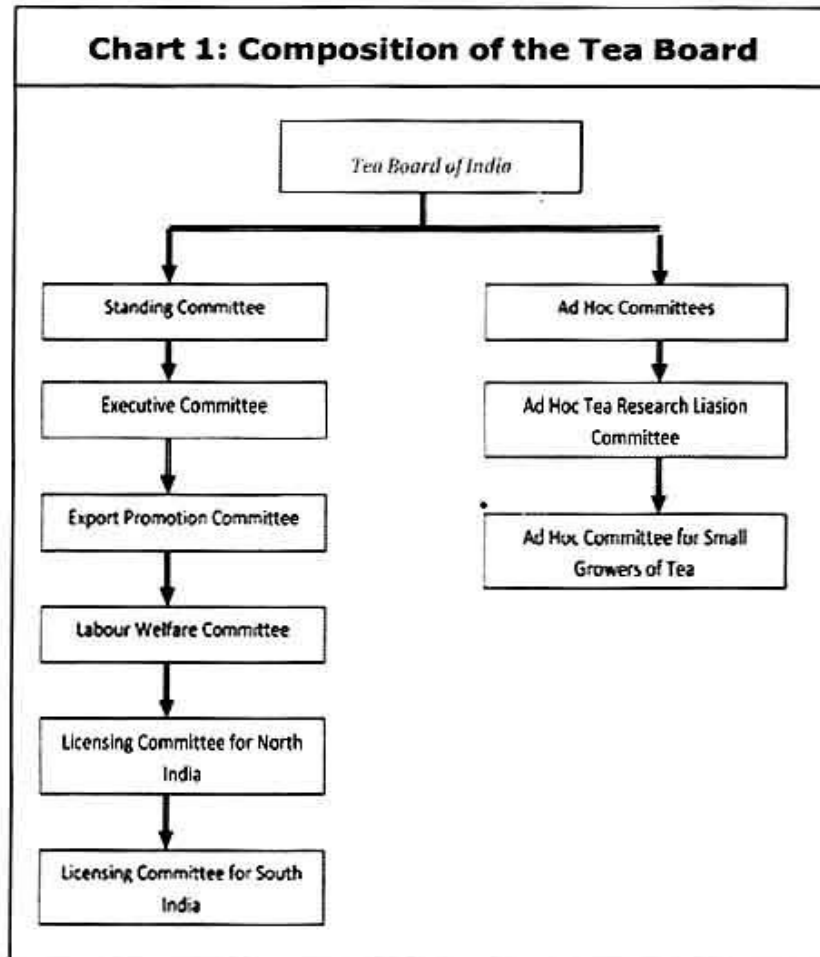 Chart 1: Composition of the Tea Board
Tea Board of India
Standing Committee
Executive Committee
Export Promotion Committee
Labour Welfare Committee
Licensing Committee for North
India
Licensing Committee for South
India
Ad Hoc Committees
Ad Hoc Tea Research Liasion
Committee
Ad Hoc Committee for Small
Growers of Tea